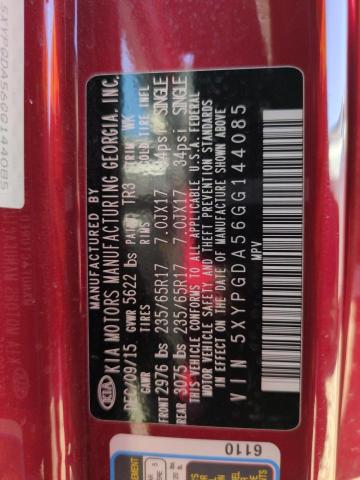 MANUFACTURED BY
KIA MOTORS MANUFACTURING GEORGIA, INC.
KIA
DEC/09/15 GVWR 5622 lbs PAINT TR3 TRIM WK
GAWR TIRES RIMS COLD TIRE INFL
FRONT 2976 lbs 235/65R17 7.0JX17 34psi SINGLE
REAR 3075 lbs 235/65R17 7.0JX17 34psi SINGLE
THIS VEHICLE CONFORMS TO ALL APPLICABLE U.S.A. FEDERAL
MOTOR VEHICLE SAFETY AND THEFT PREVENTION STANDARDS
IN EFFECT ON THE DATE OF MANUFACTURE SHOWN ABOVE.
VIN 5XYPGDA56GG144085
MPV
6110
5XYPGDA56GG144085